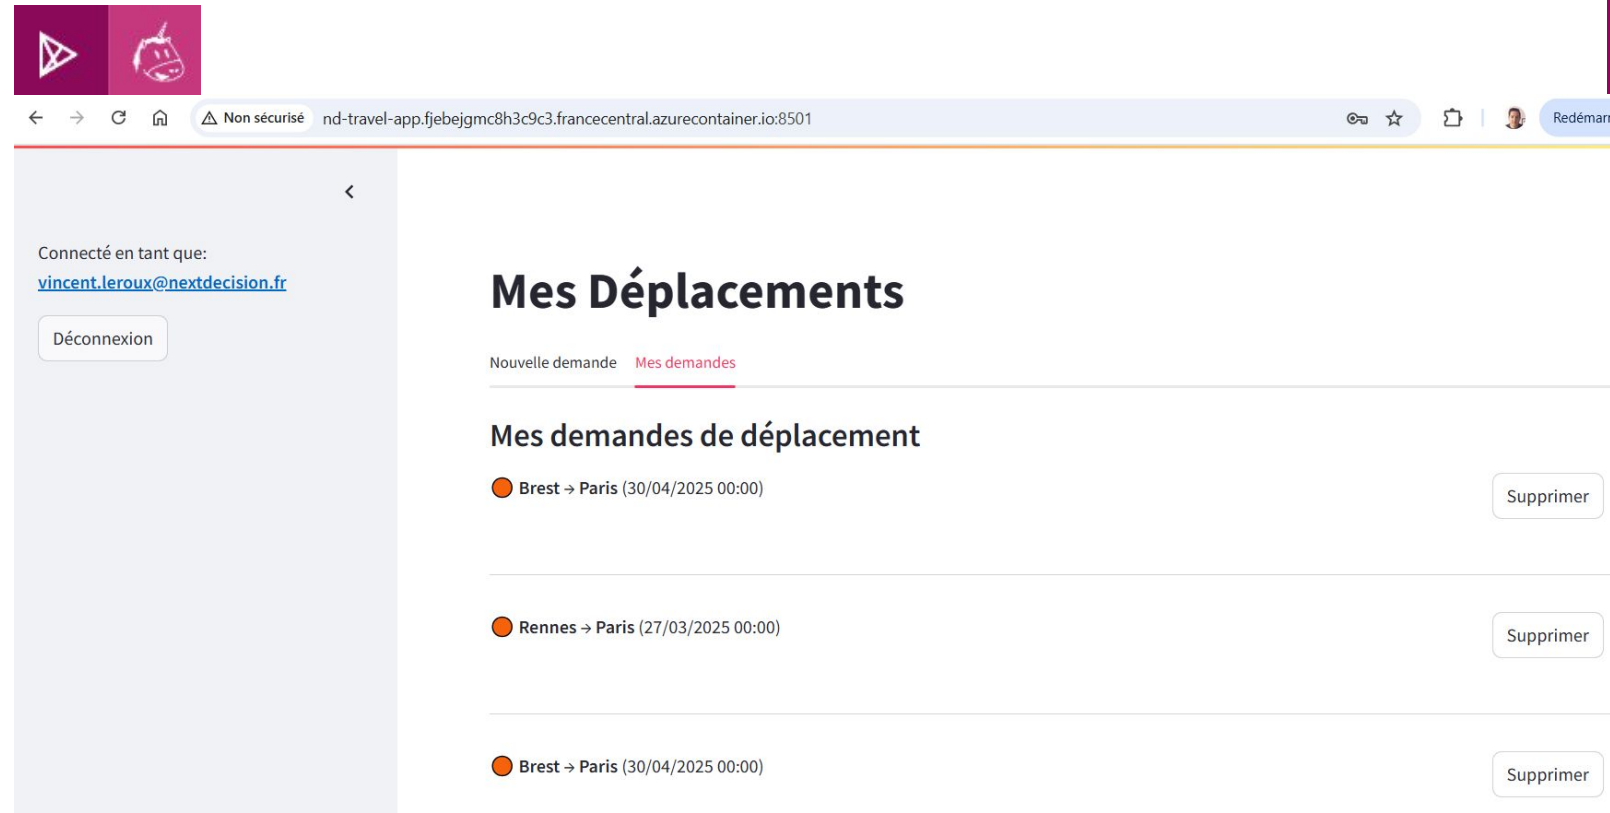 Non sécurisé nd-travel-app.fjebejgmc8h3c9c3.francecentral.azurecontainer.io:8501 Redémarr
Connecté en tant que:
vincent.leroux@nextdecision.fr
Déconnexion
Mes Déplacements
Nouvelle demande Mes demandes
Mes demandes de déplacement
Brest → Paris (30/04/2025 00:00) Supprimer
Rennes → Paris (27/03/2025 00:00) Supprimer
Brest → Paris (30/04/2025 00:00) Supprimer